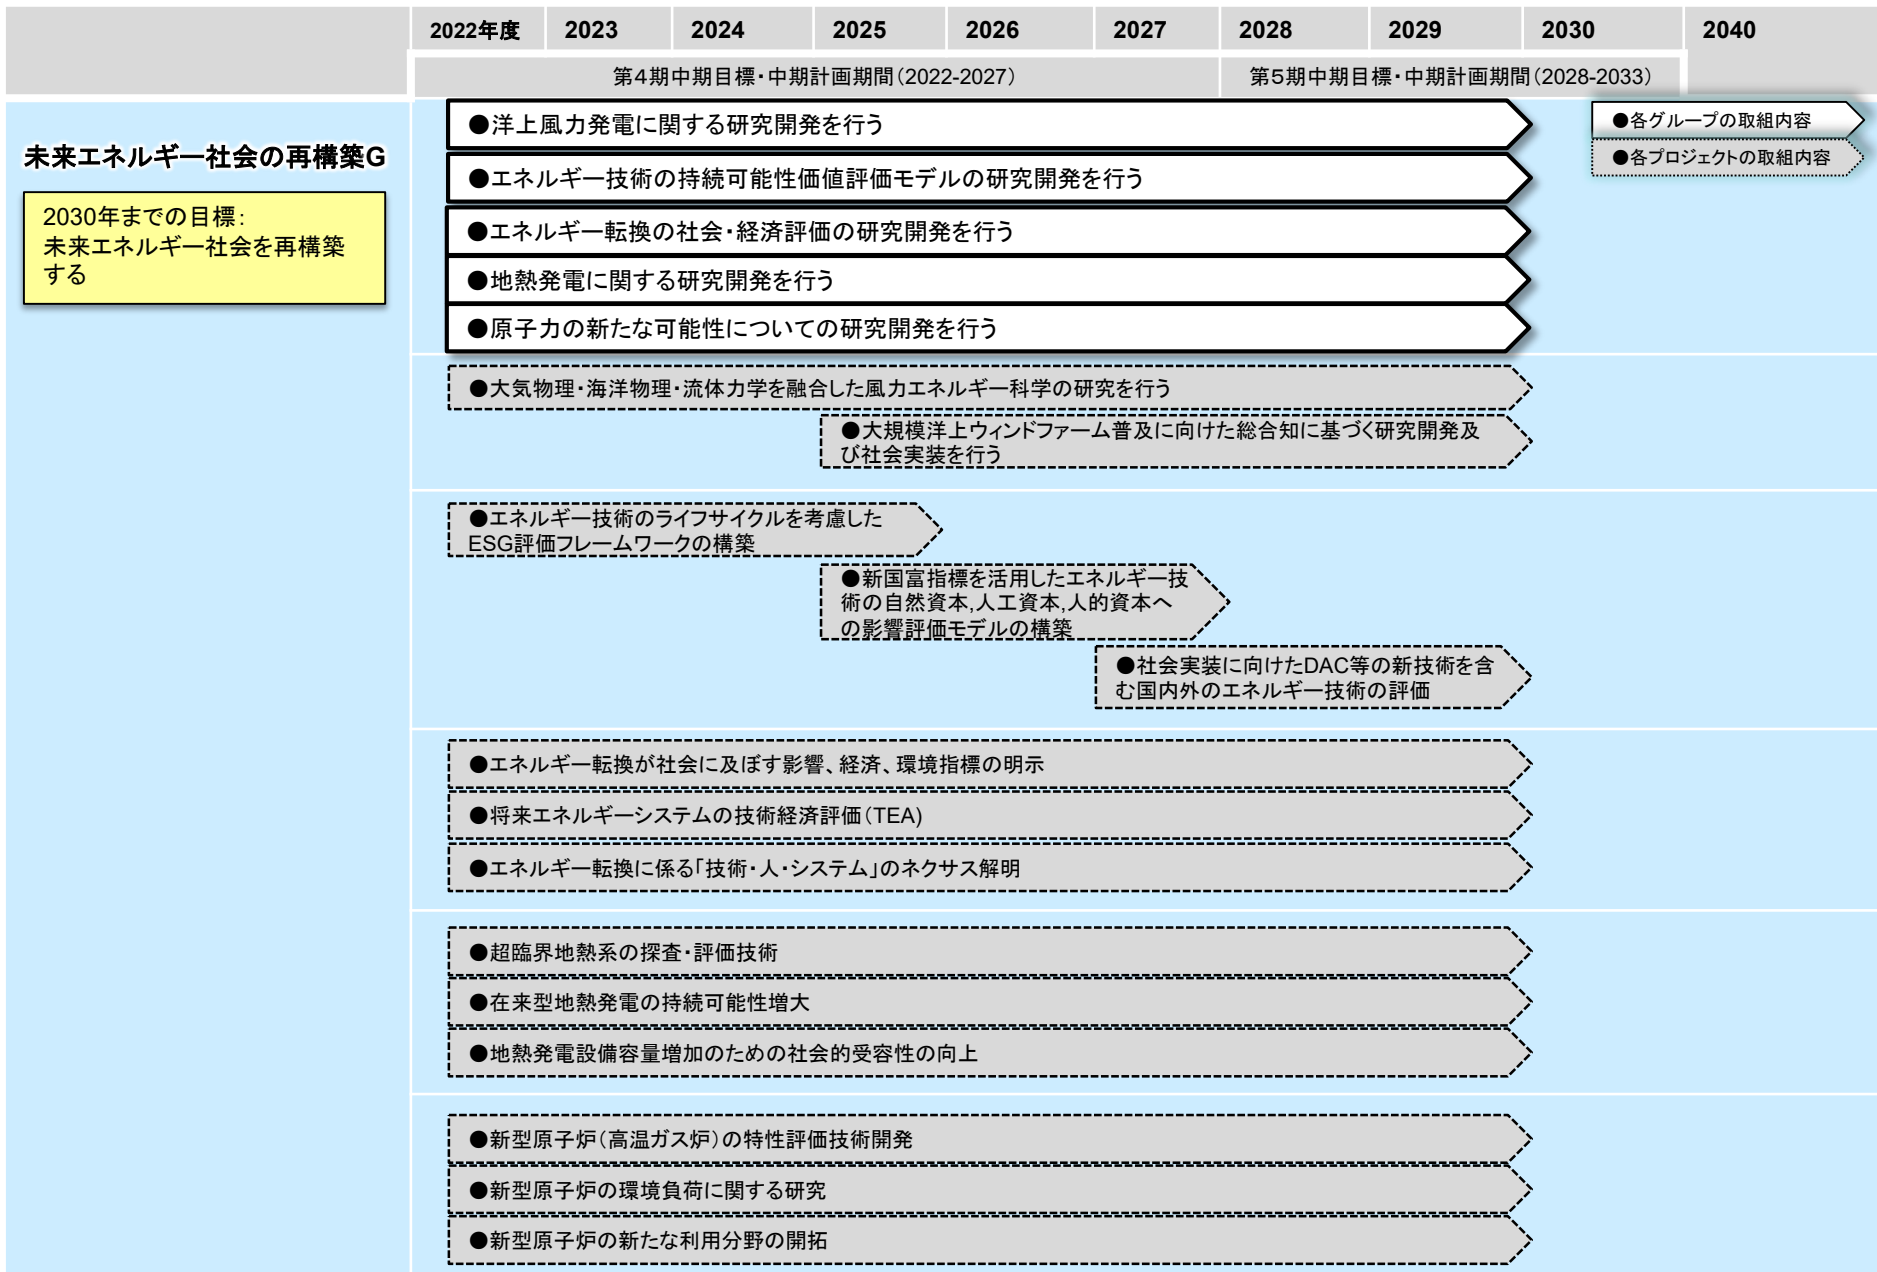 2022年度 2023 2024 2025 2026 2027 2028 2029 2030 2040
第4期中期目標・中期計画期間（2022-2027） 第5期中期目標・中期計画期間（2028-2033）
未来エネルギー社会の再構築G
2030年までの目標：
未来エネルギー社会を再構築
する
●洋上風力発電に関する研究開発を行う
●エネルギー技術の持続可能性価値評価モデルの研究開発を行う
●エネルギー転換の社会・経済評価の研究開発を行う
●地熱発電に関する研究開発を行う
●原子力の新たな可能性についての研究開発を行う
●各グループの取組内容
●各プロジェクトの取組内容
●大気物理・海洋物理・流体力学を融合した風力エネルギー科学の研究を行う
●大規模洋上ウィンドファーム普及に向けた総合知に基づく研究開発及
び社会実装を行う
●エネルギー技術のライフサイクルを考慮した
ESG評価フレームワークの構築
●新国富指標を活用したエネルギー技
術の自然資本,人工資本,人的資本へ
の影響評価モデルの構築
●社会実装に向けたDAC等の新技術を含
む国内外のエネルギー技術の評価
●エネルギー転換が社会に及ぼす影響、経済、環境指標の明示
●将来エネルギーシステムの技術経済評価（TEA)
●エネルギー転換に係る「技術・人・システム」のネクサス解明
●超臨界地熱系の探査・評価技術
●在来型地熱発電の持続可能性増大
●地熱発電設備容量増加のための社会的受容性の向上
●新型原子炉（高温ガス炉）の特性評価技術開発
●新型原子炉の環境負荷に関する研究
●新型原子炉の新たな利用分野の開拓